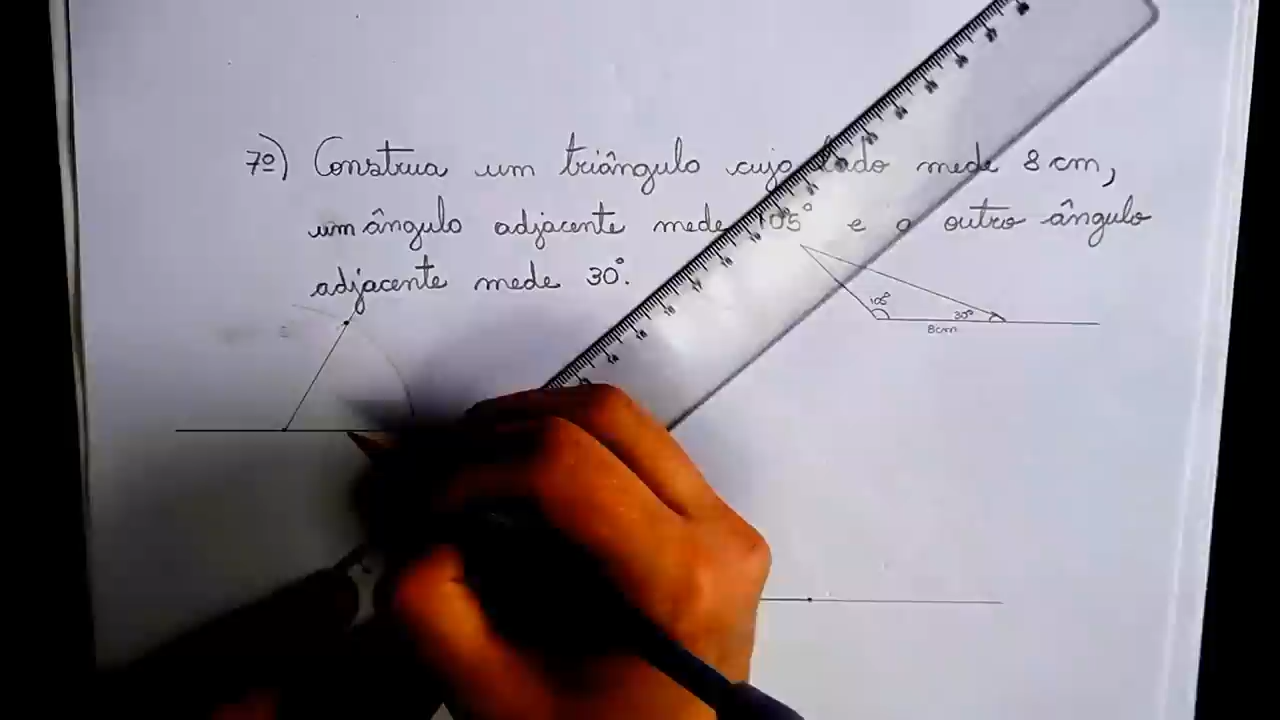 7º) Construa um triângulo cujo lado mede 8 cm,
um ângulo adjacente mede 105° e o outro ângulo
adjacente mede 30°.
105° 30°
8cm